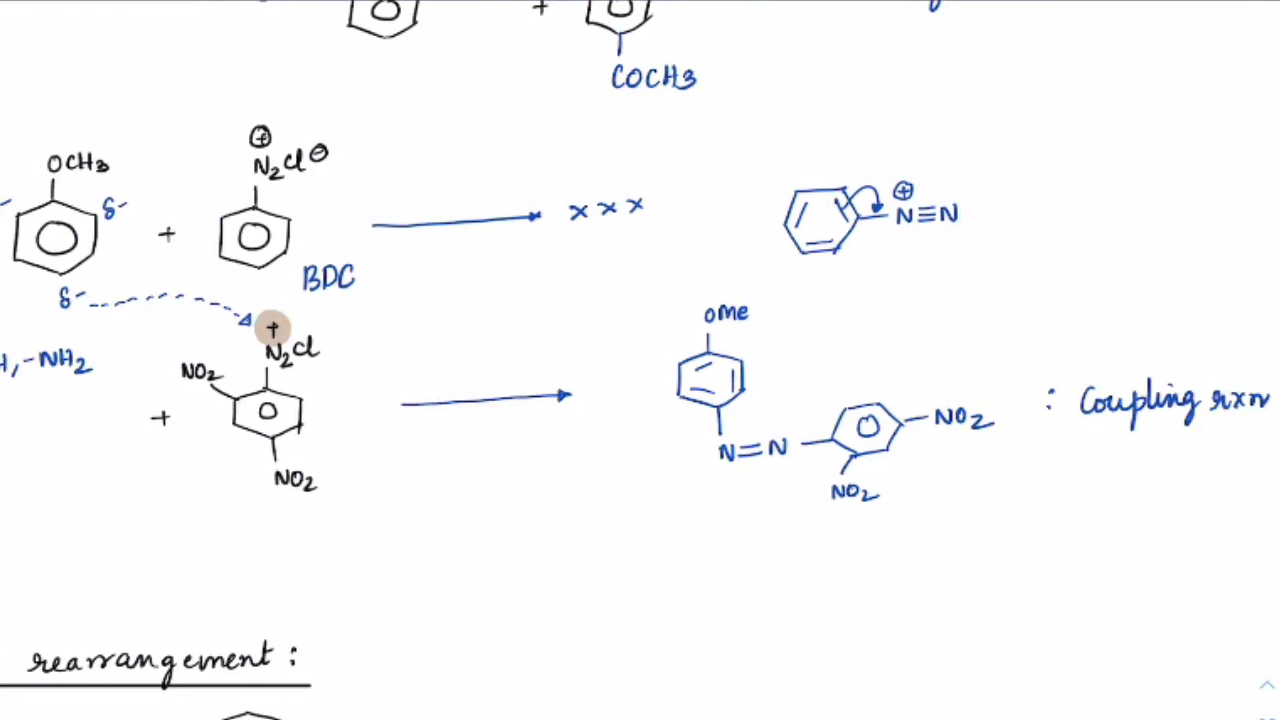 +
COCH3
OCH3
δ-
+
⊕
N2Cl⊖
BDC
x x x
⊕
N≡N
δ-
H, -NH2
+
NO2
+
N2Cl
NO2
OMe
N=N
NO2
NO2
: Coupling rxn
rearrangement :